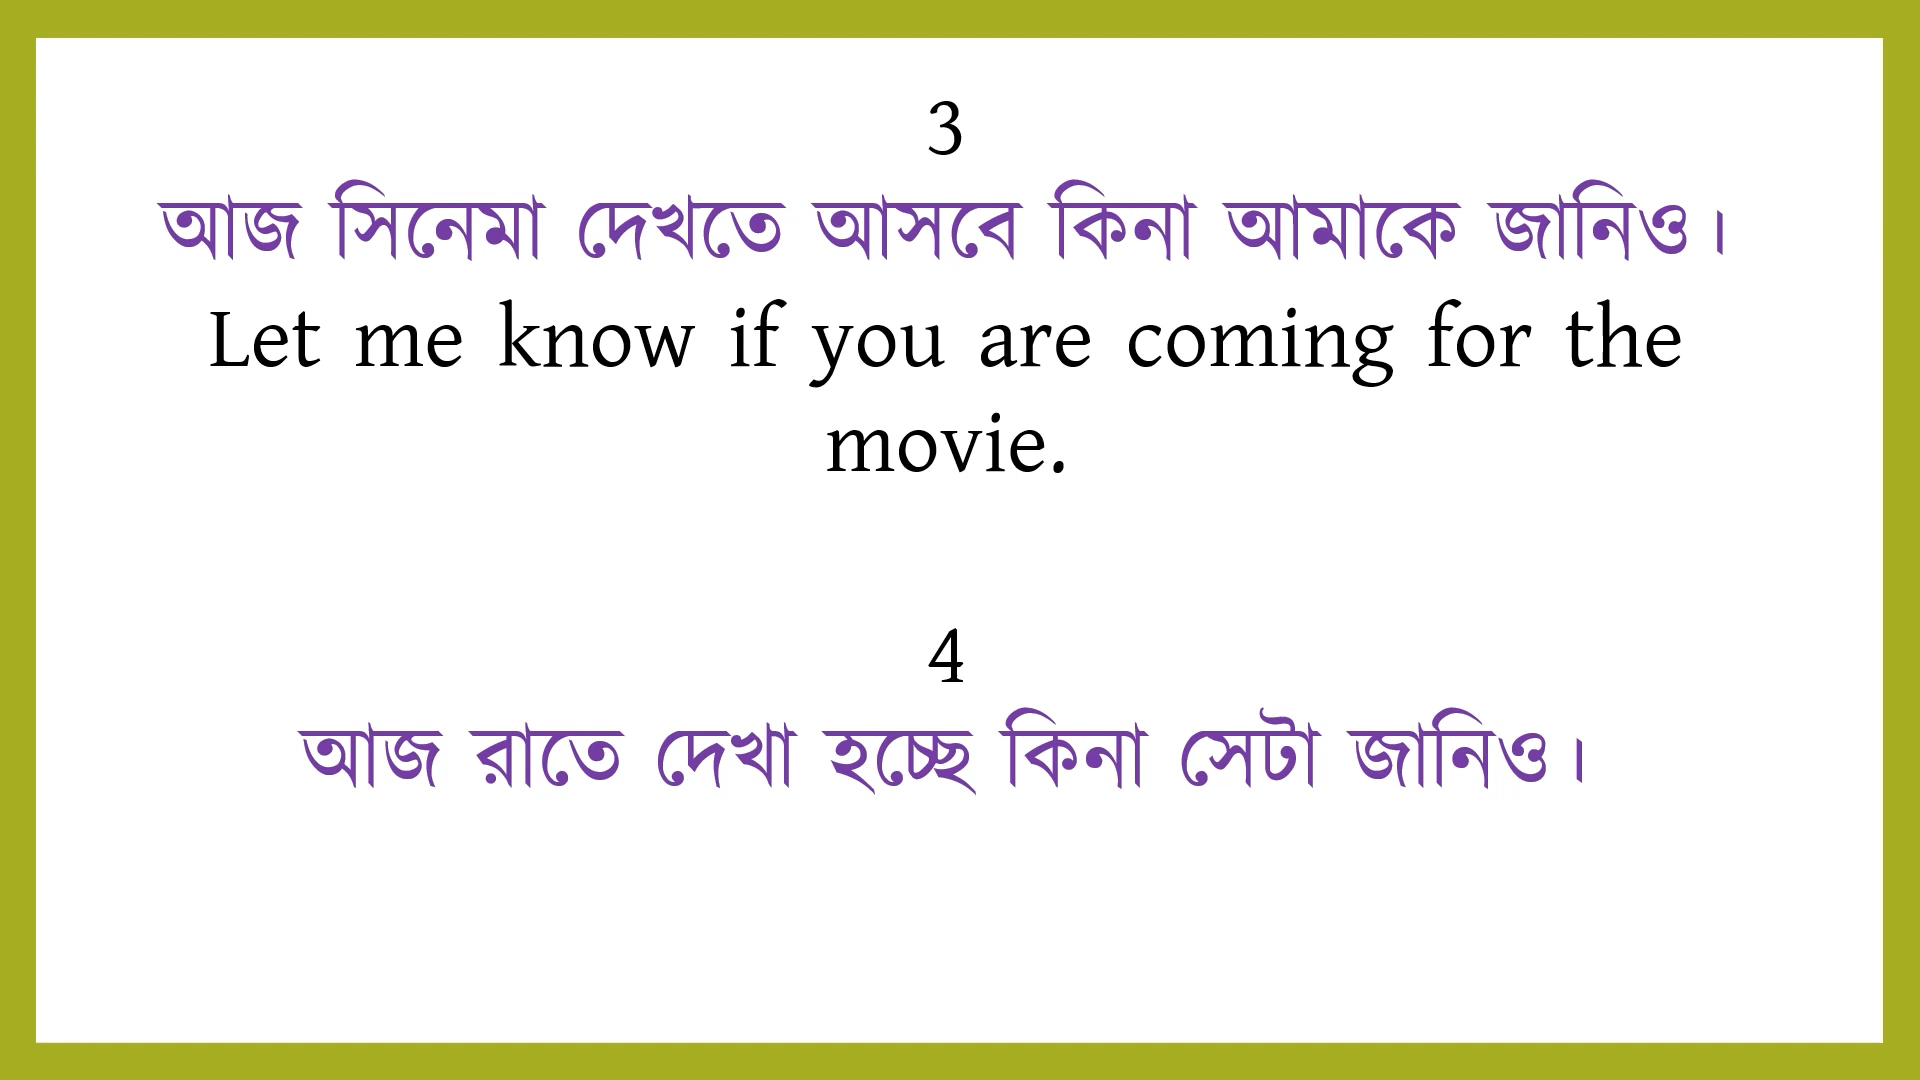 3
আজ সিনেমা দেখতে আসবে কিনা আমাকে জানিও।
Let me know if you are coming for the
movie.
4
আজ রাতে দেখা হচ্ছে কিনা সেটা জানিও।